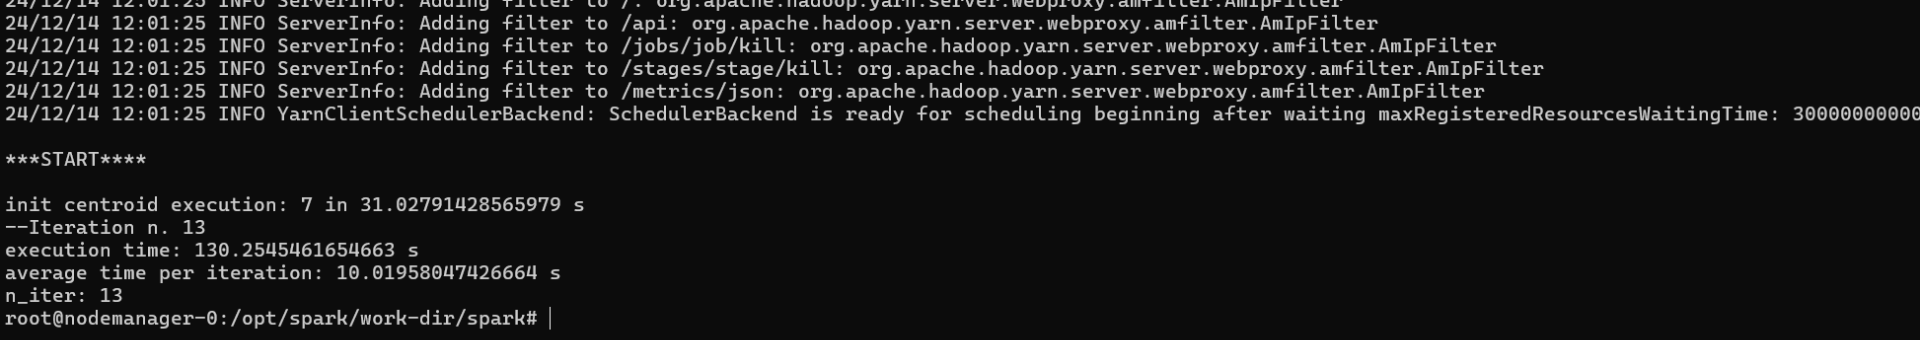 24/12/14 12:01:25 INFO ServerInfo: Adding filter to /: org.apache.hadoop.yarn.server.webproxy.amfilter.AmIpFilter
24/12/14 12:01:25 INFO ServerInfo: Adding filter to /api: org.apache.hadoop.yarn.server.webproxy.amfilter.AmIpFilter
24/12/14 12:01:25 INFO ServerInfo: Adding filter to /jobs/job/kill: org.apache.hadoop.yarn.server.webproxy.amfilter.AmIpFilter
24/12/14 12:01:25 INFO ServerInfo: Adding filter to /stages/stage/kill: org.apache.hadoop.yarn.server.webproxy.amfilter.AmIpFilter
24/12/14 12:01:25 INFO ServerInfo: Adding filter to /metrics/json: org.apache.hadoop.yarn.server.webproxy.amfilter.AmIpFilter
24/12/14 12:01:25 INFO YarnClientSchedulerBackend: SchedulerBackend is ready for scheduling beginning after waiting maxRegisteredResourcesWaitingTime: 30000000000
***START****
init centroid execution: 7 in 31.02791428565979 s
--Iteration n. 13
execution time: 130.2545461654663 s
average time per iteration: 10.01958047426664 s
n_iter: 13
root@nodemanager-0:/opt/spark/work-dir/spark#